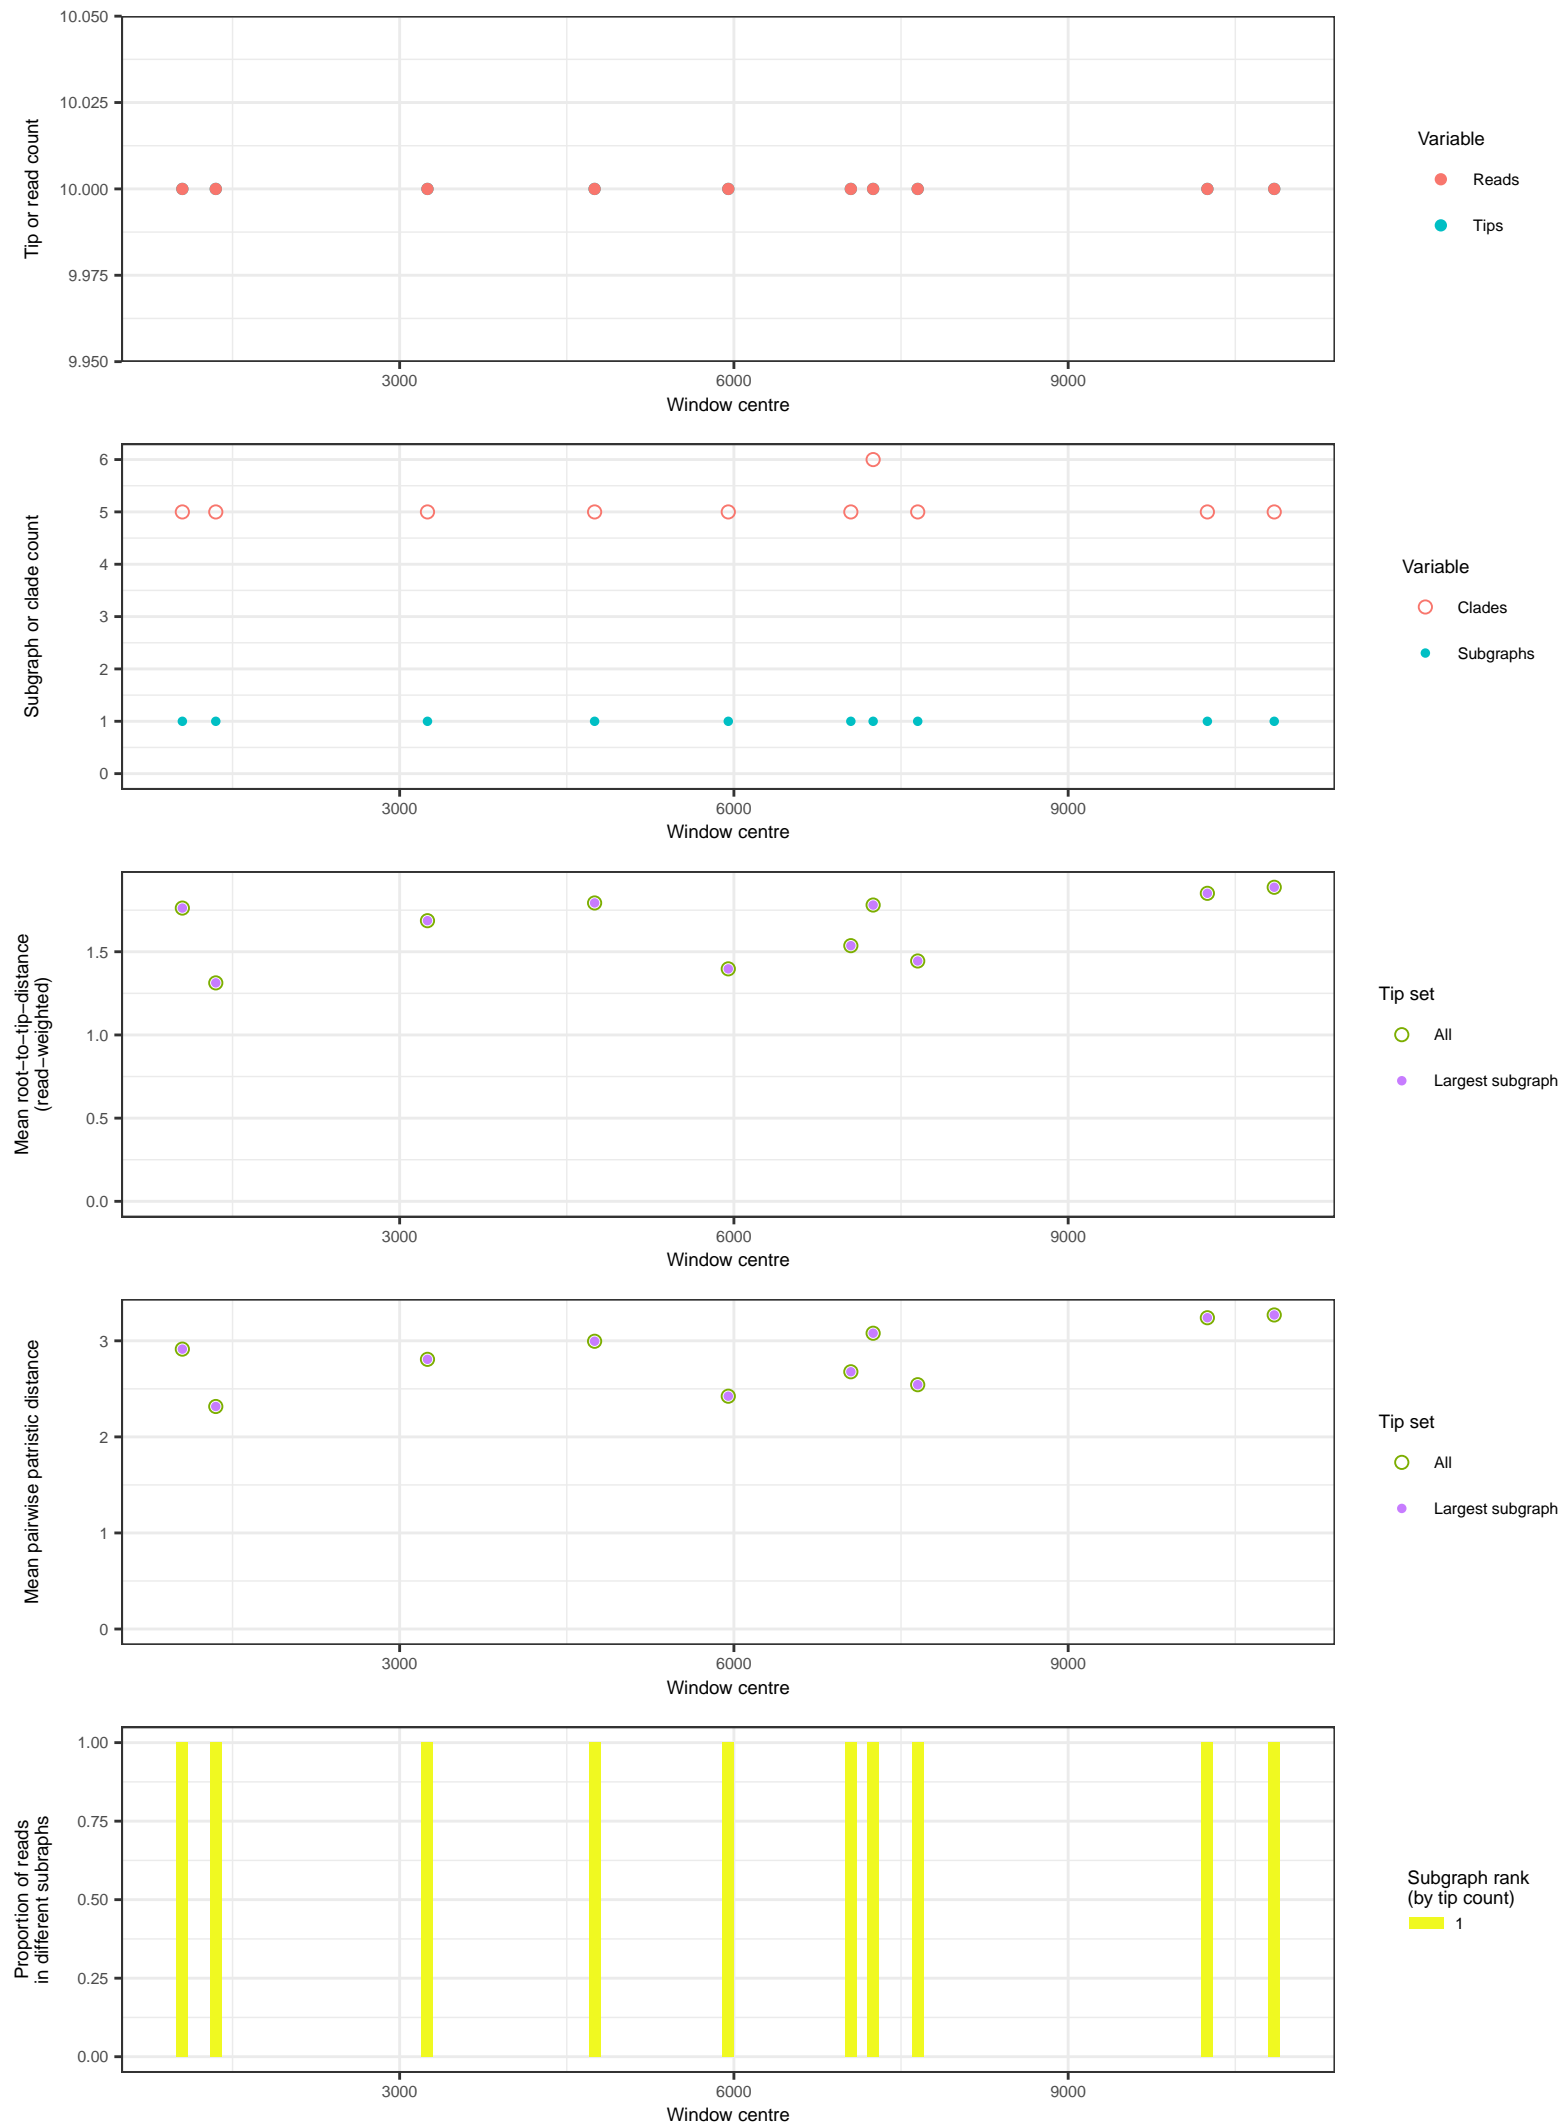 10.050
10.025
10.000
9.975
9.950
Tip or read count
3000 6000 9000
Window centre
Variable
Reads
Tips
6
5
4
3
2
1
0
Subgraph or clade count
3000 6000 9000
Window centre
Variable
Clades
Subgraphs
1.5
1.0
0.5
0.0
Mean root−to−tip−distance
(read−weighted)
3000 6000 9000
Window centre
Tip set
All
Largest subgraph
3
2
1
0
Mean pairwise patristic distance
3000 6000 9000
Window centre
Tip set
All
Largest subgraph
1.00
0.75
0.50
0.25
0.00
Proportion of reads
in different subraphs
3000 6000 9000
Window centre
Subgraph rank
(by tip count)
1